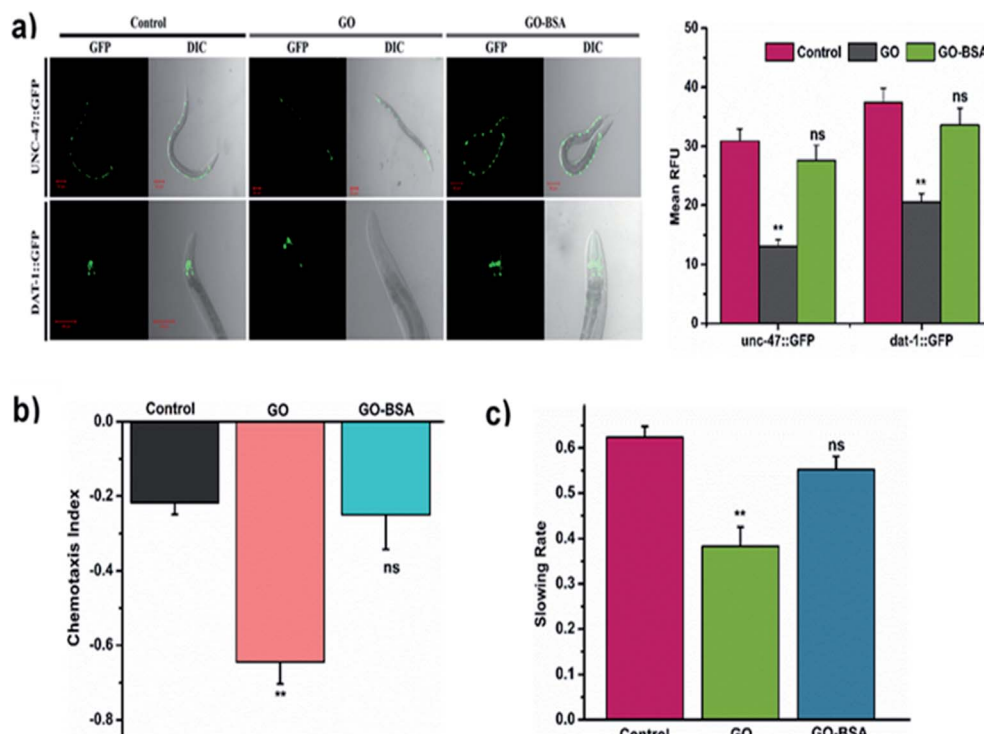 a)
Control GO GO-BSA
GFP DIC GFP DIC GFP DIC
UNC-47::GFP
DAT-1::GFP
Control GO GO-BSA
50
40
30
20
10
0
Mean RFU
ns
**
ns
**
unc-47::GFP dat-1::GFP
b)
Control GO GO-BSA
0.0
-0.2
-0.4
-0.6
-0.8
Chemotaxis Index
ns
**
c)
0.6
0.5
0.4
0.3
0.2
0.1
0.0
Slowing Rate
**
ns
Control GO GO-BSA